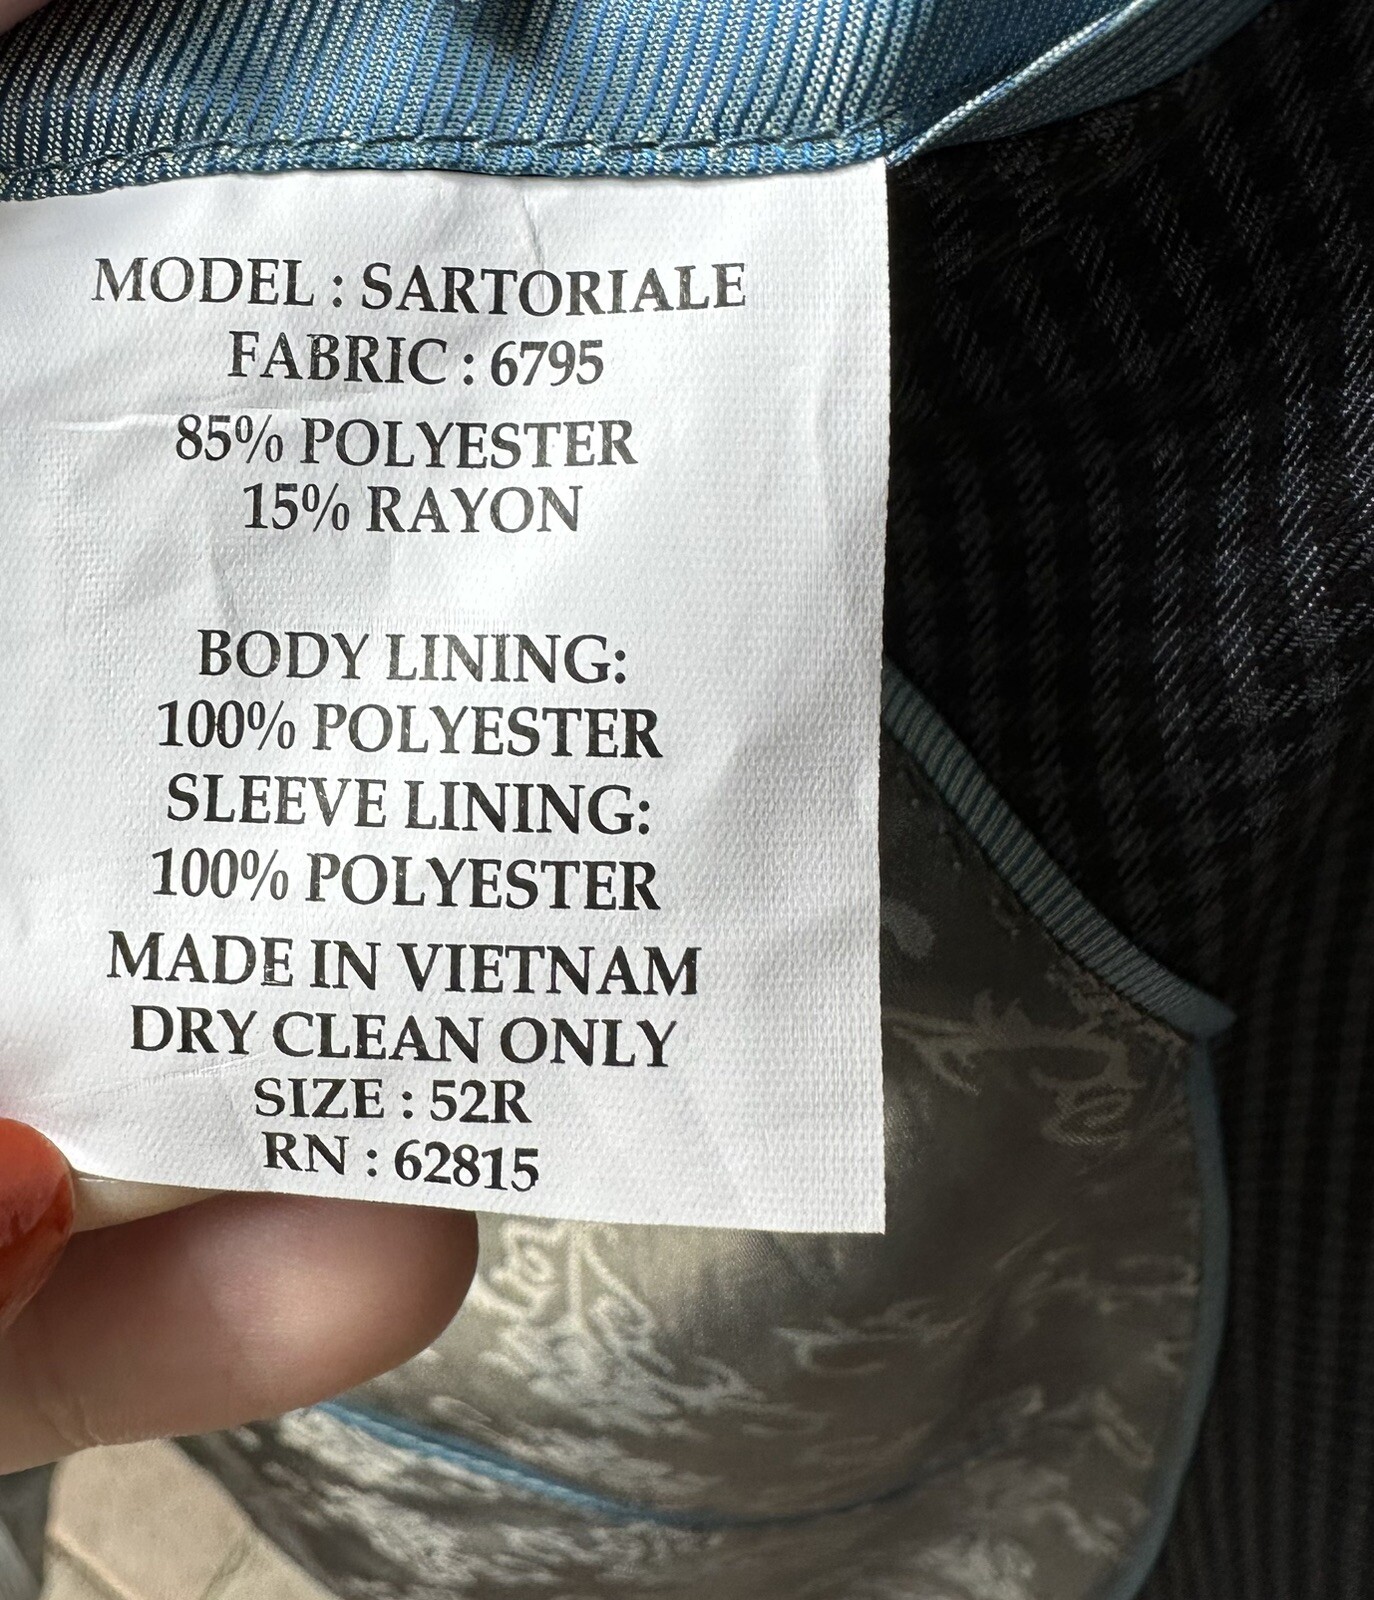 MODEL : SARTORIALE
FABRIC : 6795
85% POLYESTER
15% RAYON
BODY LINING:
100% POLYESTER
SLEEVE LINING:
100% POLYESTER
MADE IN VIETNAM
DRY CLEAN ONLY
SIZE : 52R
RN : 62815